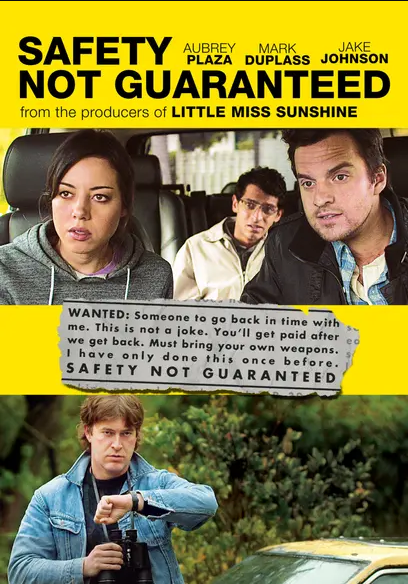 SAFETY
NOT GUARANTEED
AUBREY PLAZA
MARK DUPLASS
JAKE JOHNSON
from the producers of LITTLE MISS SUNSHINE
WANTED: Someone to go back in time with
me. This is not a joke. You'll get paid after
we get back. Must bring your own weapons.
I have only done this once before.
SAFETY NOT GUARANTEED